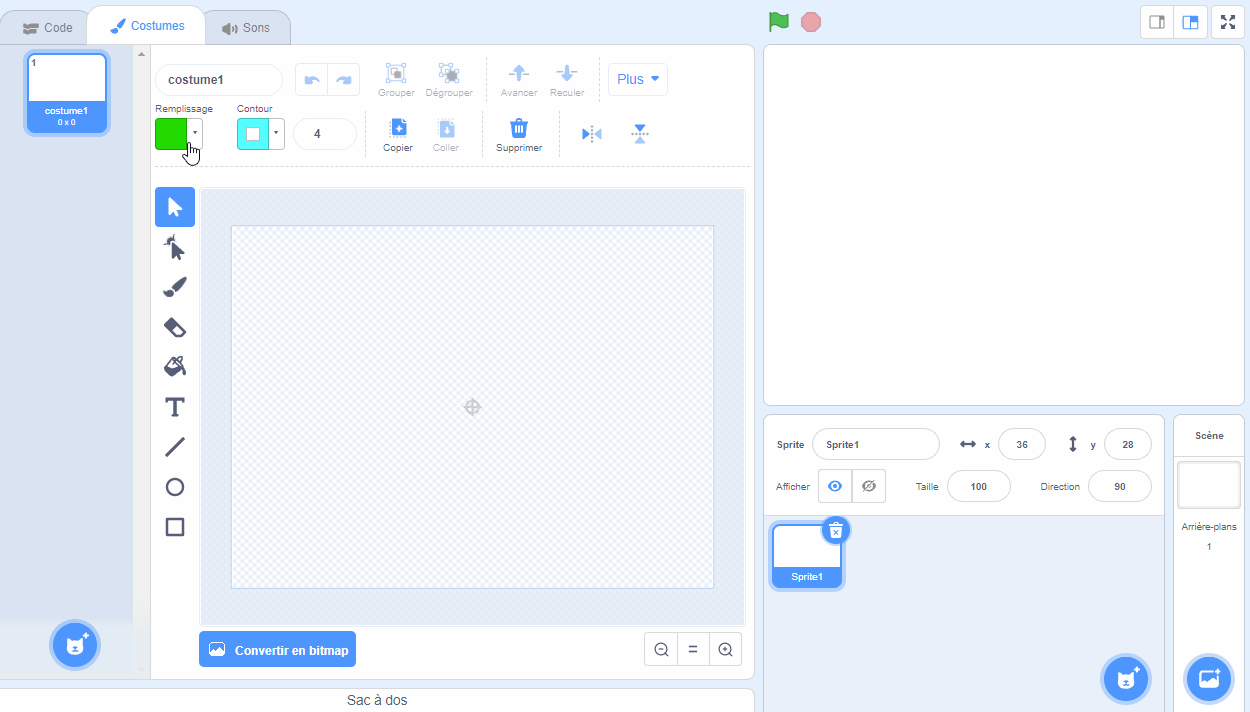 Code
Costumes
Sons
1
costume1
0 x 0
costume1
Grouper
Dégrouper
Avancer
Reculer
Plus
Remplissage
Contour
4
Copier
Coller
Supprimer
T
Convertir en bitmap
=
Sac à dos
Sprite
Sprite1
x
36
y
28
Afficher
Taille
100
Direction
90
Sprite1
Scène
Arrière-plans
1